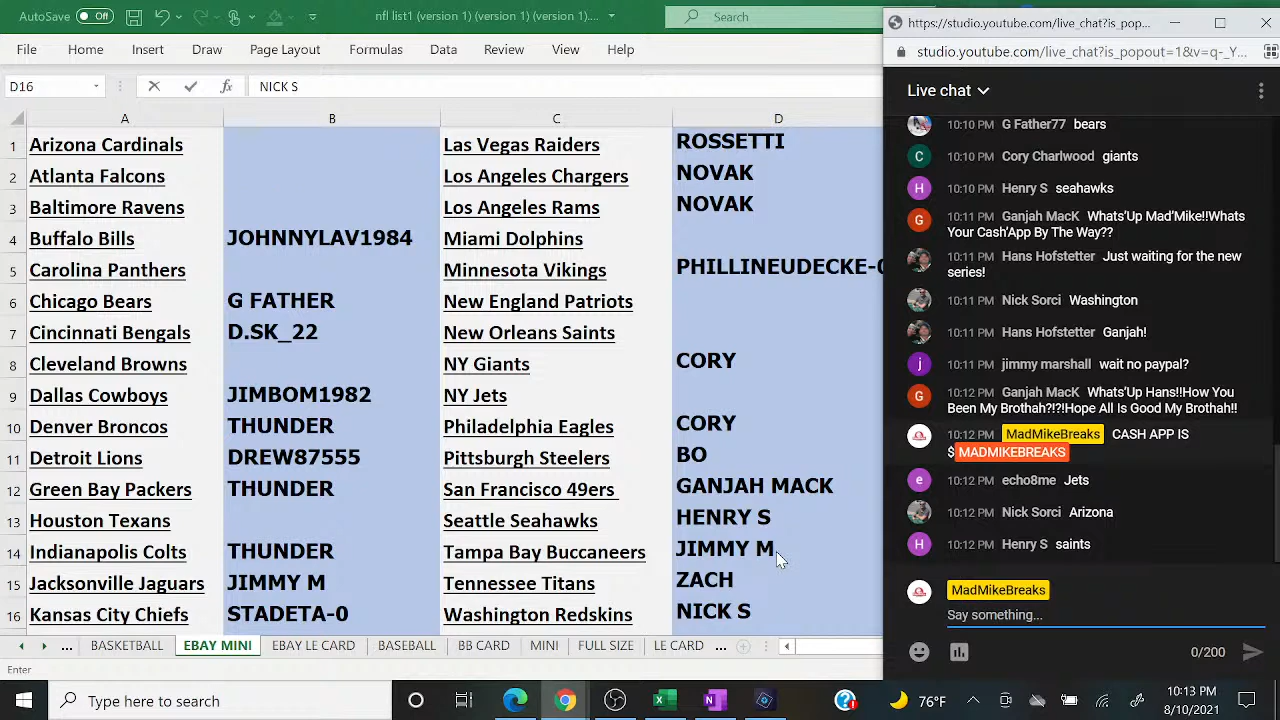 AutoSave Off nfl list1 (version 1) (version 1) (version 1).... Search
File Home Insert Draw Page Layout Formulas Data Review View Help
D16 fx NICK S
A B C D
1 Arizona Cardinals Las Vegas Raiders ROSSETTI
2 Atlanta Falcons Los Angeles Chargers NOVAK
3 Baltimore Ravens Los Angeles Rams NOVAK
4 Buffalo Bills JOHNNYLAV1984 Miami Dolphins
5 Carolina Panthers Minnesota Vikings PHILLINEUDECKE-0
6 Chicago Bears G FATHER New England Patriots
7 Cincinnati Bengals D.SK_22 New Orleans Saints
8 Cleveland Browns NY Giants CORY
9 Dallas Cowboys JIMBOM1982 NY Jets
10 Denver Broncos THUNDER Philadelphia Eagles CORY
11 Detroit Lions DREW87555 Pittsburgh Steelers BO
12 Green Bay Packers THUNDER San Francisco 49ers GANJAH MACK
13 Houston Texans Seattle Seahawks HENRY S
14 Indianapolis Colts THUNDER Tampa Bay Buccaneers JIMMY M
15 Jacksonville Jaguars JIMMY M Tennessee Titans ZACH
16 Kansas City Chiefs STADETA-0 Washington Redskins NICK S
... BASKETBALL EBAY MINI EBAY LE CARD BASEBALL BB CARD MINI FULL SIZE LE CARD ...
Enter
https://studio.youtube.com/live_chat?is_pop...
studio.youtube.com/live_chat?is_popout=1&v=q-_Y...
Live chat
10:10 PM G Father77 bears
C 10:10 PM Cory Charlwood giants
H 10:10 PM Henry S seahawks
G 10:11 PM Ganjah MacK Whats'Up Mad'Mike!!Whats
Your Cash'App By The Way??
10:11 PM Hans Hofstetter Just waiting for the new
series!
10:11 PM Nick Sorci Washington
10:11 PM Hans Hofstetter Ganjah!
j 10:11 PM jimmy marshall wait no paypal?
G 10:12 PM Ganjah MacK Whats'Up Hans!!How You
Been My Brothah?!?!Hope All Is Good My Brothah!!
10:12 PM MadMikeBreaks CASH APP IS
$MADMIKEBREAKS
e 10:12 PM echo8me Jets
10:12 PM Nick Sorci Arizona
H 10:12 PM Henry S saints
MadMikeBreaks
Say something...
0/200
Type here to search
76°F
10:13 PM
8/10/2021